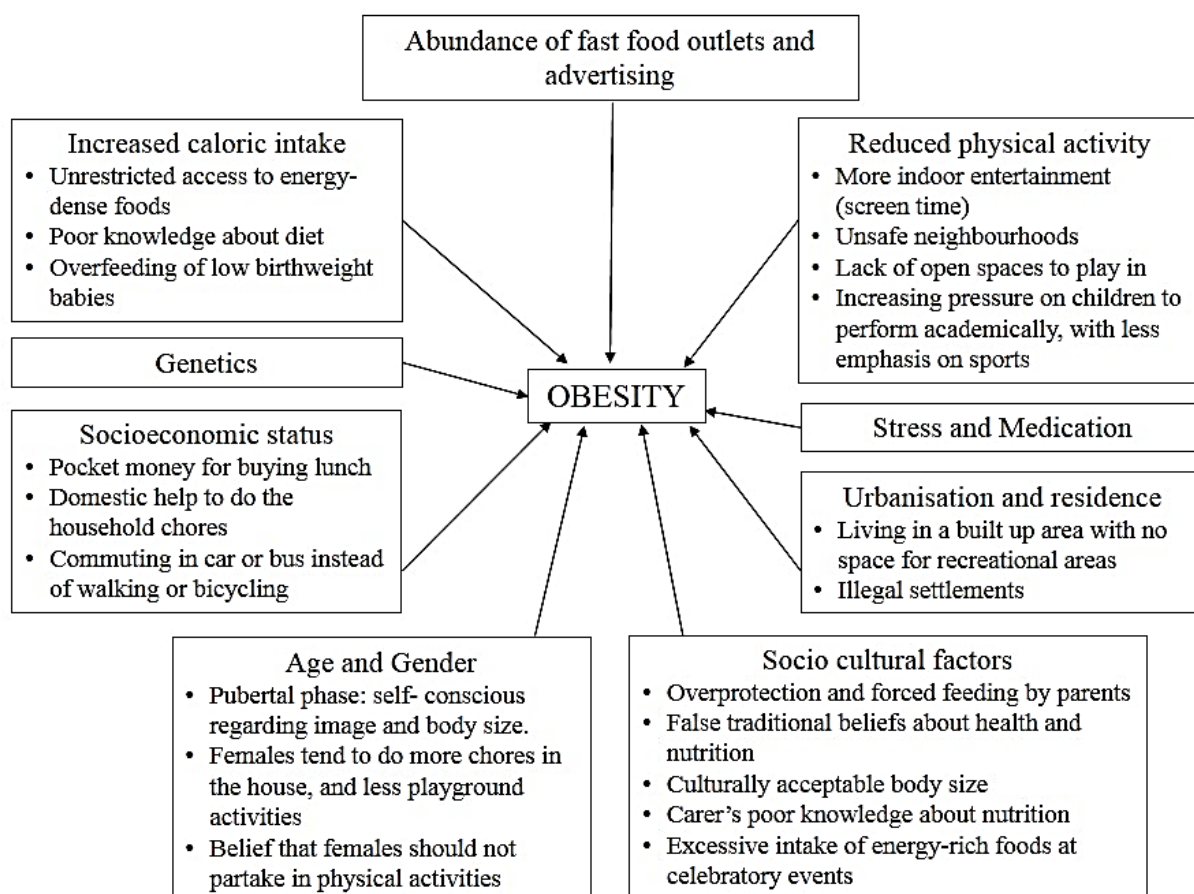 Abundance of fast food outlets and
advertising
Increased caloric intake
• Unrestricted access to energy-
dense foods
• Poor knowledge about diet
• Overfeeding of low birthweight
babies
Reduced physical activity
• More indoor entertainment
(screen time)
• Unsafe neighbourhoods
• Lack of open spaces to play in
• Increasing pressure on children to
perform academically, with less
emphasis on sports
Genetics
OBESITY
Stress and Medication
Socioeconomic status
• Pocket money for buying lunch
• Domestic help to do the
household chores
• Commuting in car or bus instead
of walking or bicycling
Urbanisation and residence
• Living in a built up area with no
space for recreational areas
• Illegal settlements
Age and Gender
• Pubertal phase: self- conscious
regarding image and body size.
• Females tend to do more chores in
the house, and less playground
activities
• Belief that females should not
partake in physical activities
Socio cultural factors
• Overprotection and forced feeding by parents
• False traditional beliefs about health and
nutrition
• Culturally acceptable body size
• Carer's poor knowledge about nutrition
• Excessive intake of energy-rich foods at
celebratory events